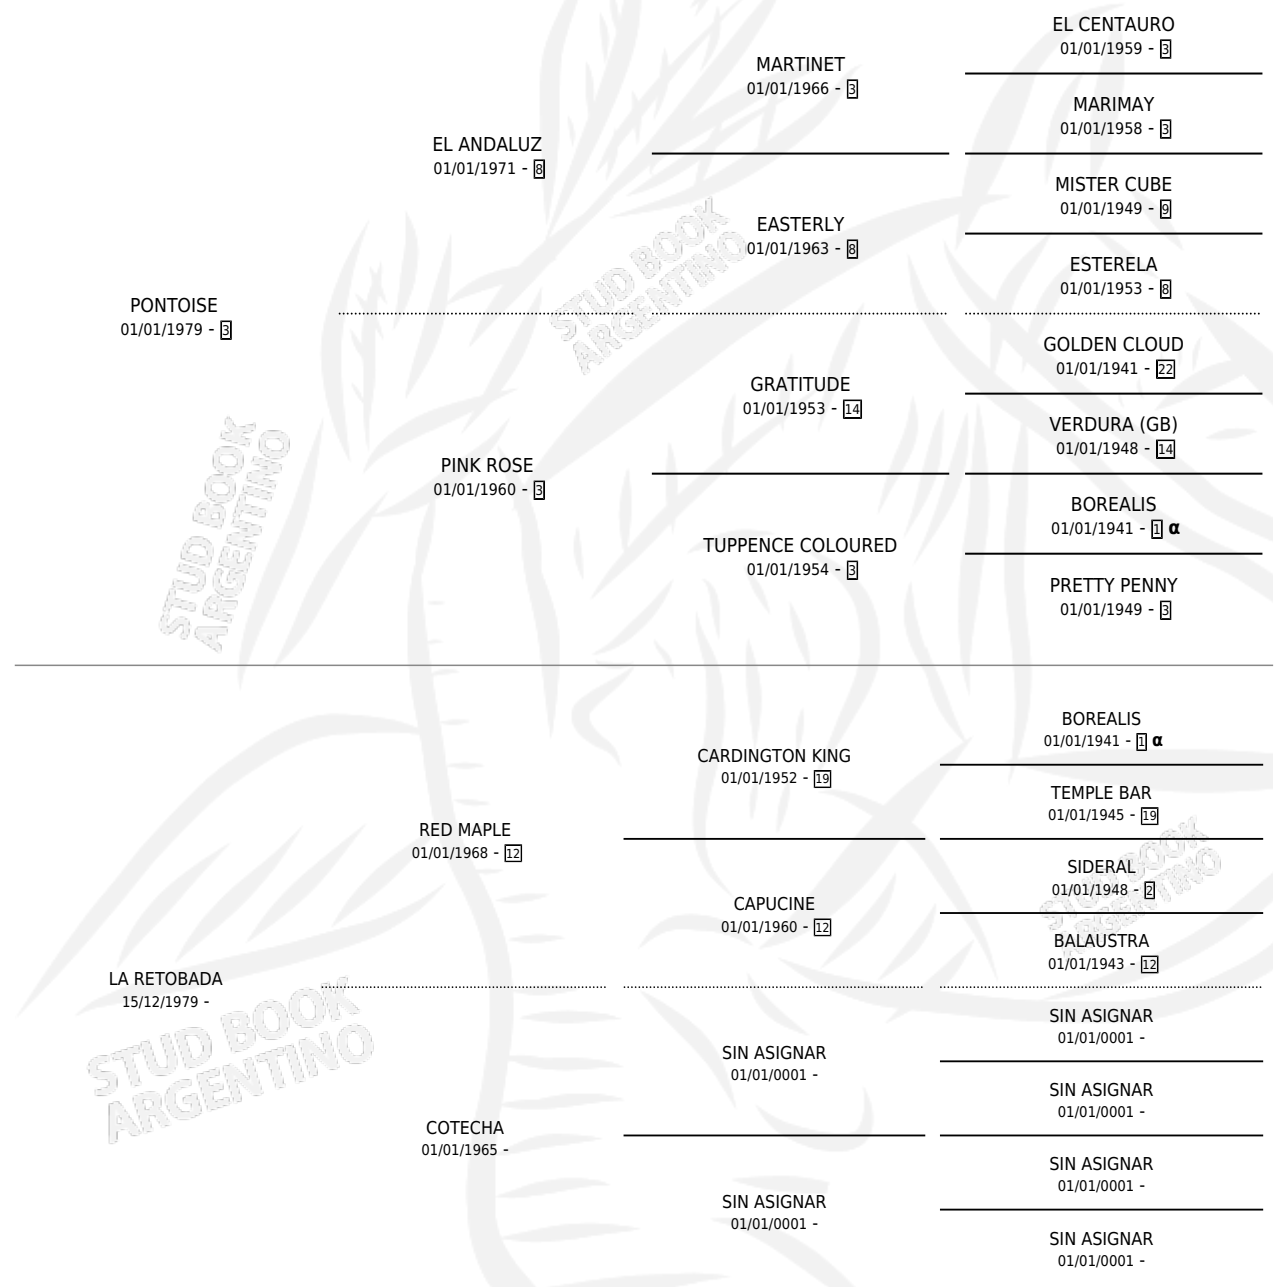 EL CENTAURO
01/01/1959 - 3
MARTINET
01/01/1966 - 3
MARIMAY
01/01/1958 - 3
EL ANDALUZ
01/01/1971 - 8
MISTER CUBE
01/01/1949 - 9
EASTERLY
01/01/1963 - 8
ESTERELA
01/01/1953 - 8
STUD BOOK
ARGENTINO
PONTOISE
01/01/1979 - 3
GOLDEN CLOUD
01/01/1941 - 22
GRATITUDE
01/01/1953 - 14
VERDURA (GB)
01/01/1948 - 14
PINK ROSE
01/01/1960 - 3
BOREALIS
01/01/1941 - 1 α
TUPPENCE COLOURED
01/01/1954 - 3
PRETTY PENNY
01/01/1949 - 3
STUD BOOK
ARGENTINO
BOREALIS
01/01/1941 - 1 α
CARDINGTON KING
01/01/1952 - 19
TEMPLE BAR
01/01/1945 - 19
RED MAPLE
01/01/1968 - 12
SIDERAL
01/01/1948 - 2
CAPUCINE
01/01/1960 - 12
BALAUSTRA
01/01/1943 - 12
STUD BOOK
ARGENTINO
LA RETOBADA
15/12/1979 -
SIN ASIGNAR
01/01/0001 -
SIN ASIGNAR
01/01/0001 -
SIN ASIGNAR
01/01/0001 -
STUD BOOK
ARGENTINO
COTECHA
01/01/1965 -
SIN ASIGNAR
01/01/0001 -
SIN ASIGNAR
01/01/0001 -
SIN ASIGNAR
01/01/0001 -